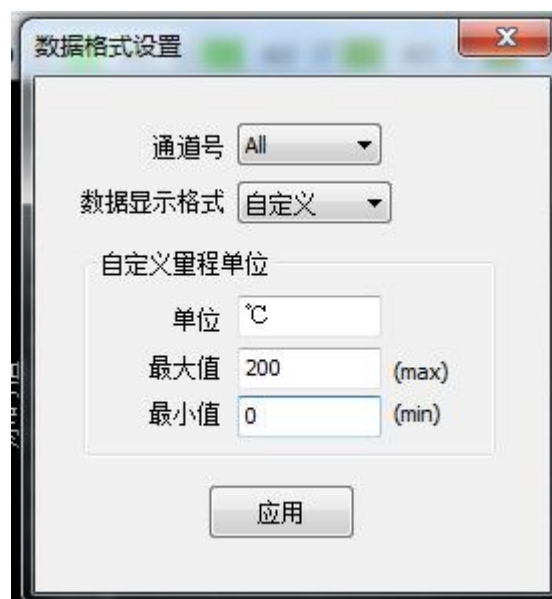 数据格式设置
通道号 All
数据显示格式 自定义
自定义量程单位
单位 ℃
最大值 200 (max)
最小值 0 (min)
应用